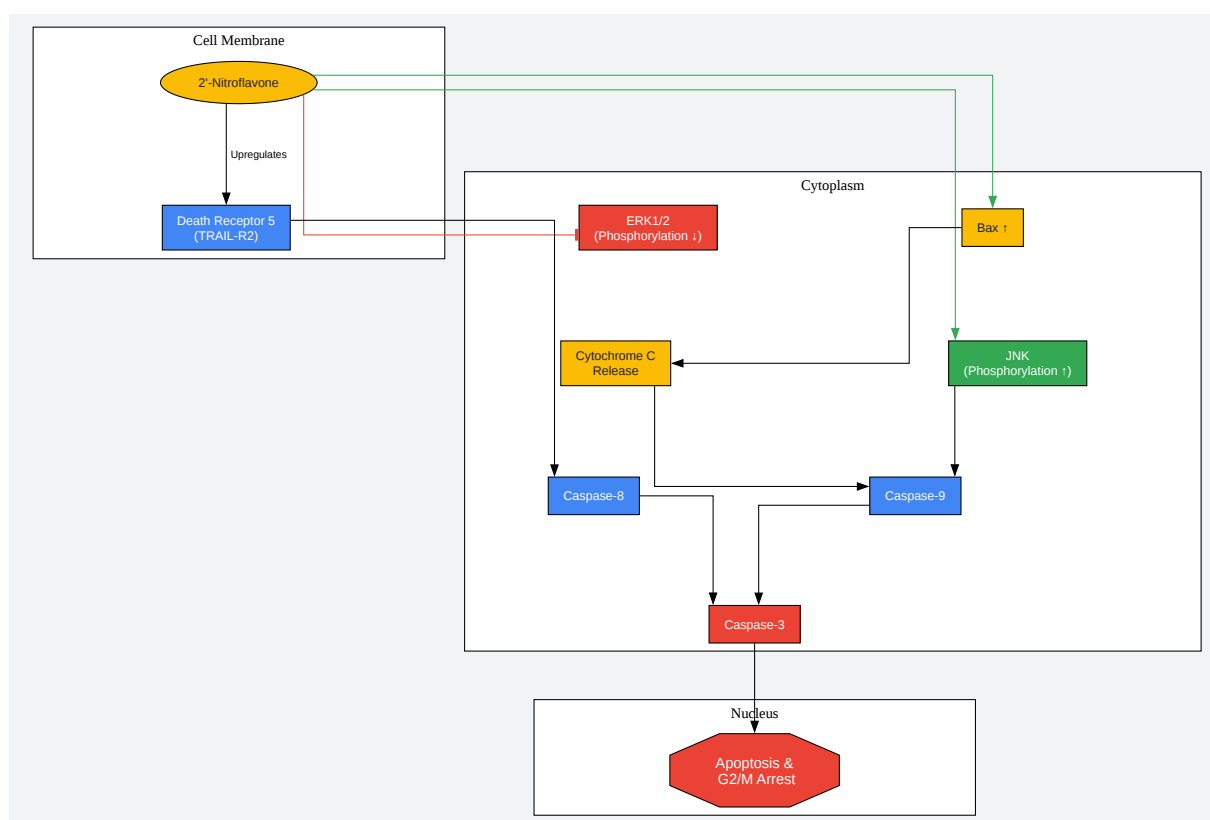 Cell Membrane
2'-Nitroflavone
Upregulates
Death Receptor 5
(TRAIL-R2)
Cytoplasm
ERK1/2
(Phosphorylation ↓)
Bax ↑
Cytochrome C
Release
JNK
(Phosphorylation ↑)
Caspase-8
Caspase-9
Caspase-3
Nucleus
Apoptosis &
G2/M Arrest